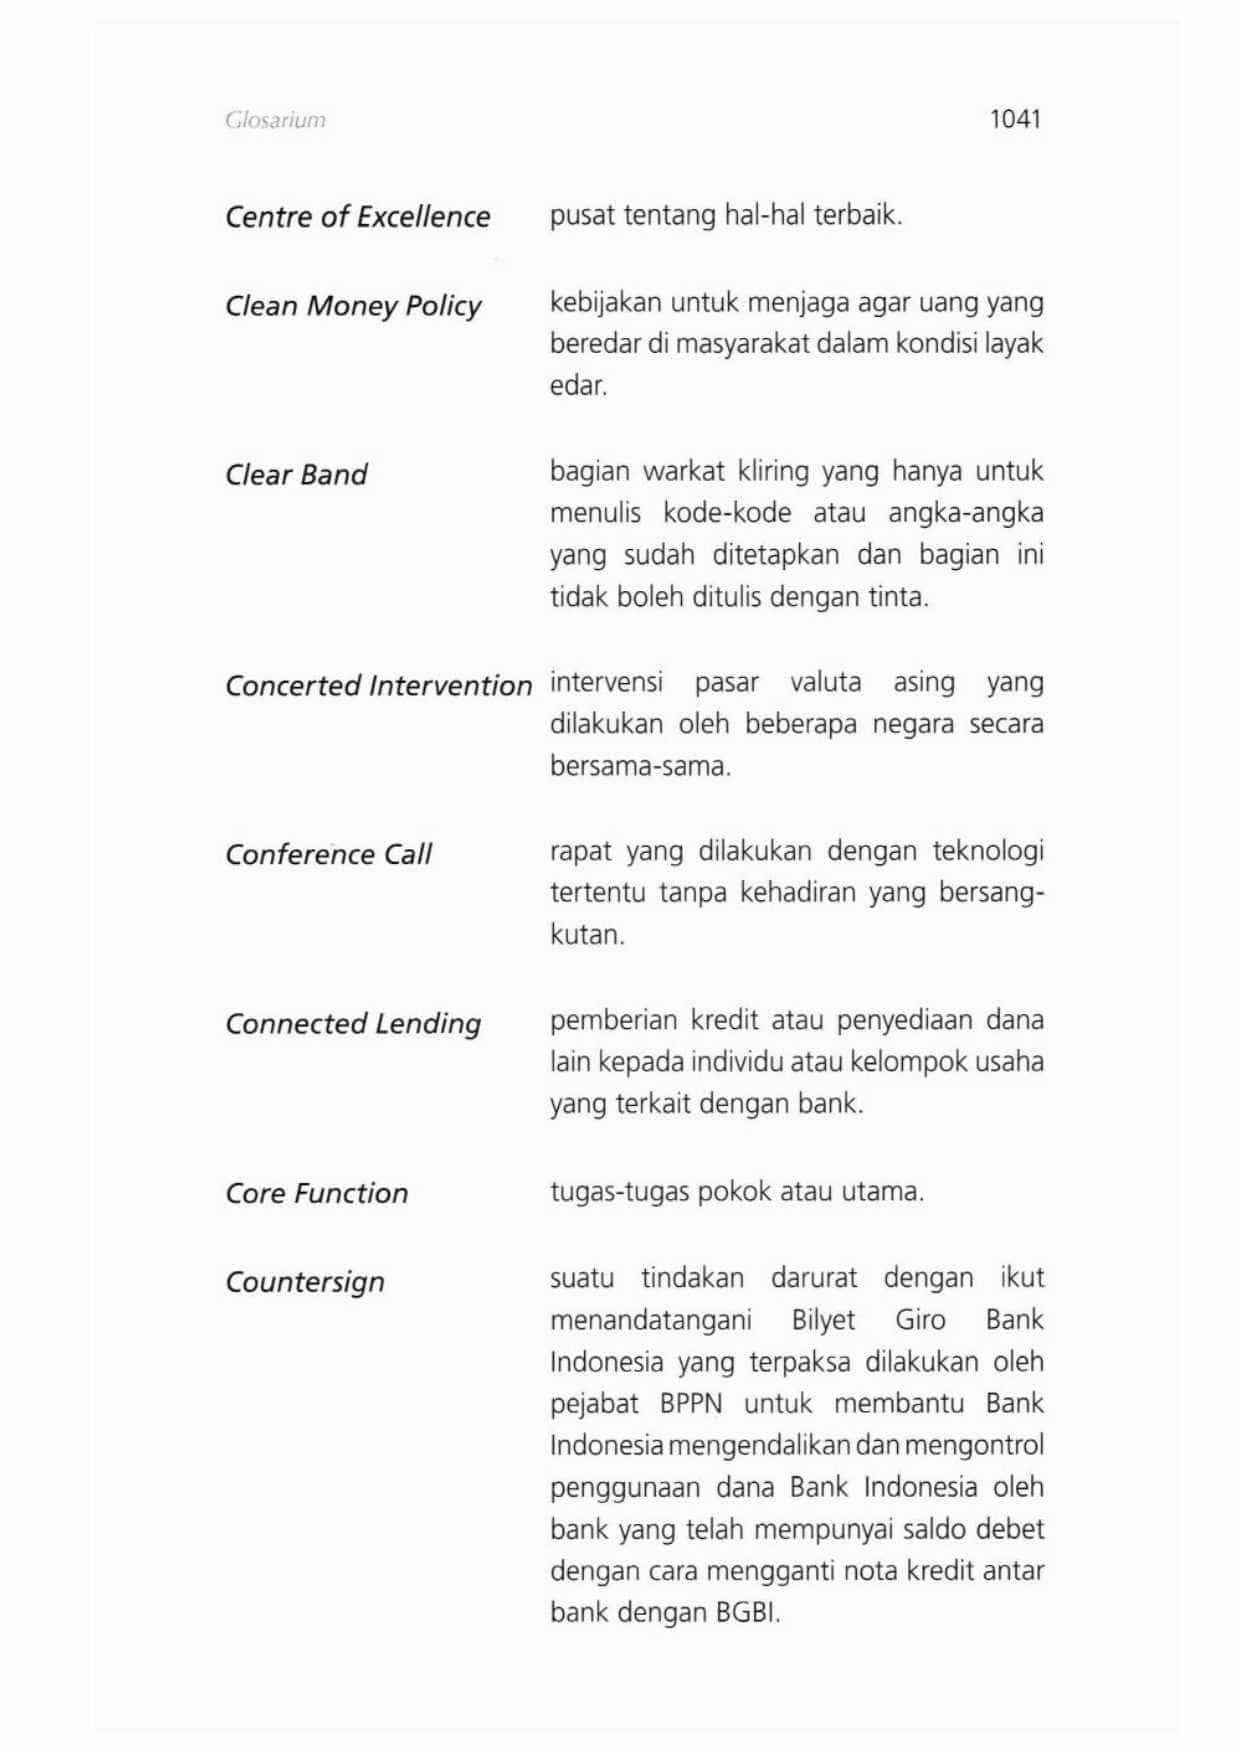 Glosarium 1041
Centre of Excellence pusat tentang hal-hal terbaik.
Clean Money Policy kebijakan untuk menjaga agar uang yang
beredar di masyarakat dalam kondisi layak
edar.
Clear Band bagian warkat kliring yang hanya untuk
menulis kode-kode atau angka-angka
yang sudah ditetapkan dan bagian ini
tidak boleh ditulis dengan tinta.
Concerted Intervention intervensi pasar valuta asing yang
dilakukan oleh beberapa negara secara
bersama-sama.
Conference Call rapat yang dilakukan dengan teknologi
tertentu tanpa kehadiran yang bersang-
kutan.
Connected Lending pemberian kredit atau penyediaan dana
lain kepada individu atau kelompok usaha
yang terkait dengan bank.
Core Function tugas-tugas pokok atau utama.
Countersign suatu tindakan darurat dengan ikut
menandatangani Bilyet Giro Bank
Indonesia yang terpaksa dilakukan oleh
pejabat BPPN untuk membantu Bank
Indonesia mengendalikan dan mengontrol
penggunaan dana Bank Indonesia oleh
bank yang telah mempunyai saldo debet
dengan cara mengganti nota kredit antar
bank dengan BGBI.